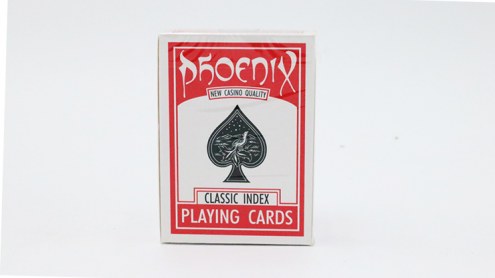 PHOENIX
NEW CASINO QUALITY
CLASSIC INDEX
PLAYING CARDS